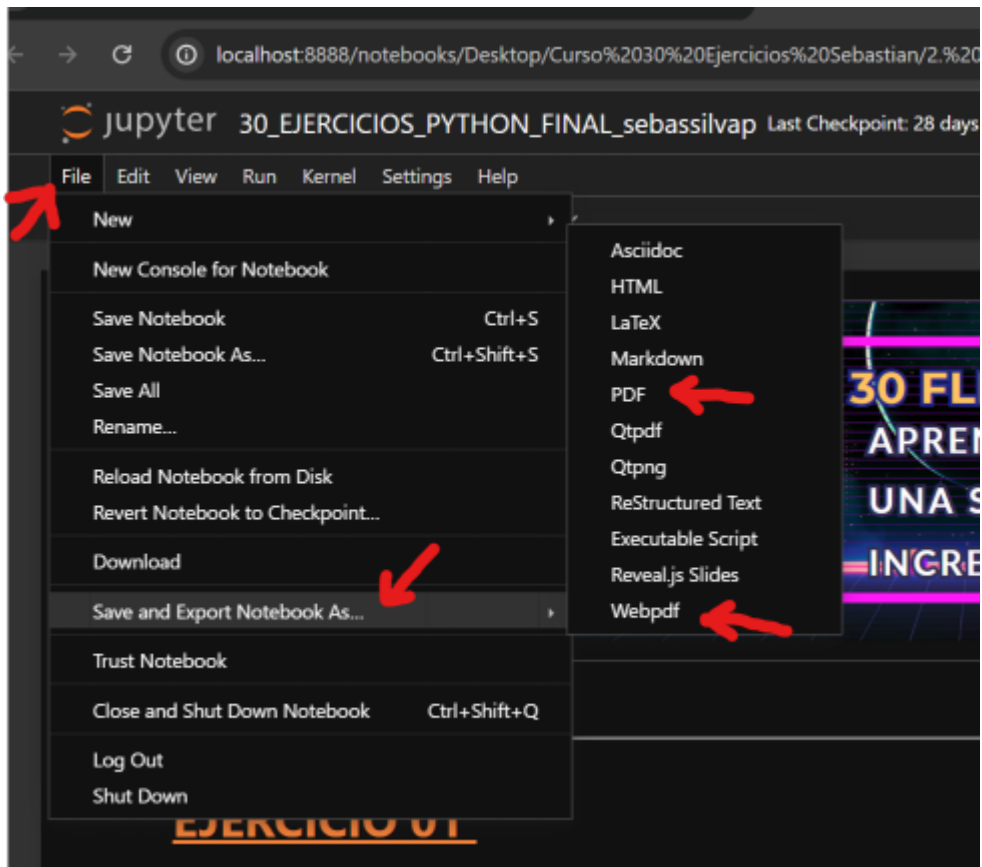 localhost:8888/notebooks/Desktop/Curso%2030%20Ejercicios%20Sebastian/2.%20
jupyter 30_EJERCICIOS_PYTHON_FINAL_sebassilvap Last Checkpoint: 28 days
File Edit View Run Kernel Settings Help
New
New Console for Notebook
Save Notebook Ctrl+S
Save Notebook As... Ctrl+Shift+S
Save All
Rename...
Reload Notebook from Disk
Revert Notebook to Checkpoint...
Download
Save and Export Notebook As...
Trust Notebook
Close and Shut Down Notebook Ctrl+Shift+Q
Log Out
Shut Down
Asciidoc
HTML
LaTeX
Markdown
PDF
Qtpdf
Qtpng
ReStructured Text
Executable Script
Reveal.js Slides
Webpdf
30 FL
APREN
UNA S
INCRE
EJERCICIO 01